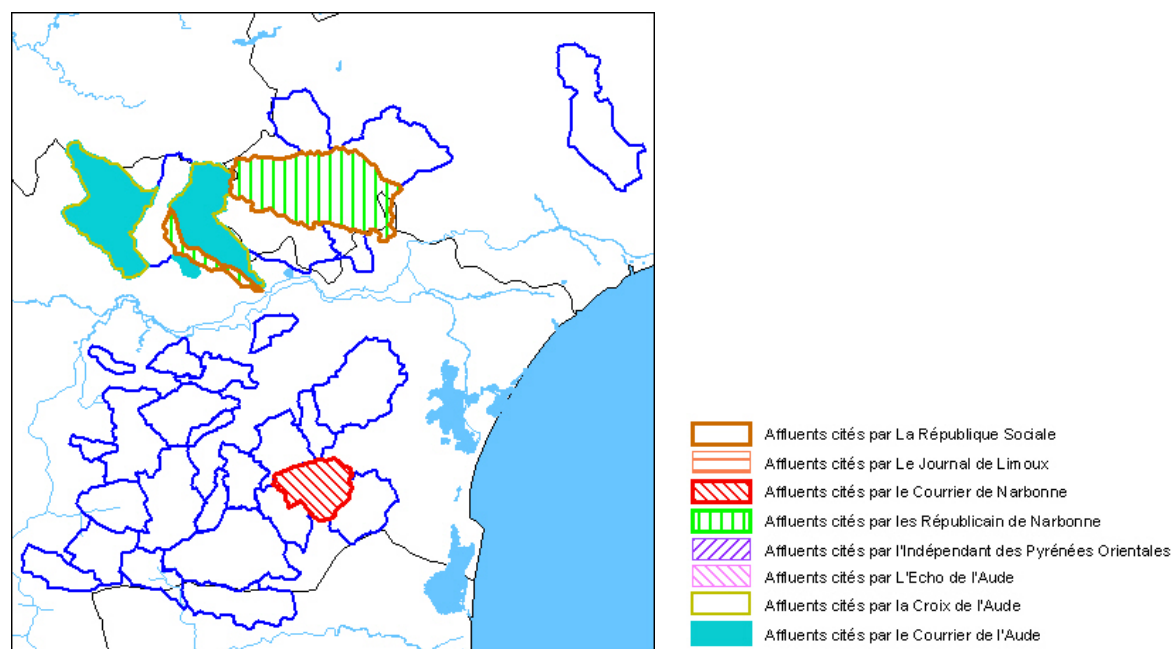 Affluents cités par La République Sociale
Affluents cités par Le Journal de Limoux
Affluents cités par le Courrier de Narbonne
Affluents cités par les Républicain de Narbonne
Affluents cités par l'Indépendant des Pyrénées Orientales
Affluents cités par L'Echo de l'Aude
Affluents cités par la Croix de l'Aude
Affluents cités par le Courrier de l'Aude